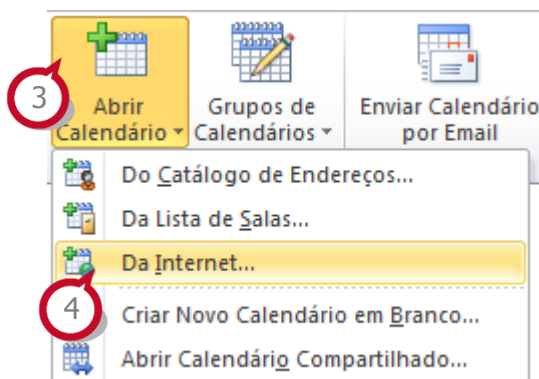 3
Abrir
Calendário
Grupos de
Calendários
Enviar Calendário
por Email
Do Catálogo de Endereços...
Da Lista de Salas...
Da Internet...
4
Criar Novo Calendário em Branco...
Abrir Calendário Compartilhado...